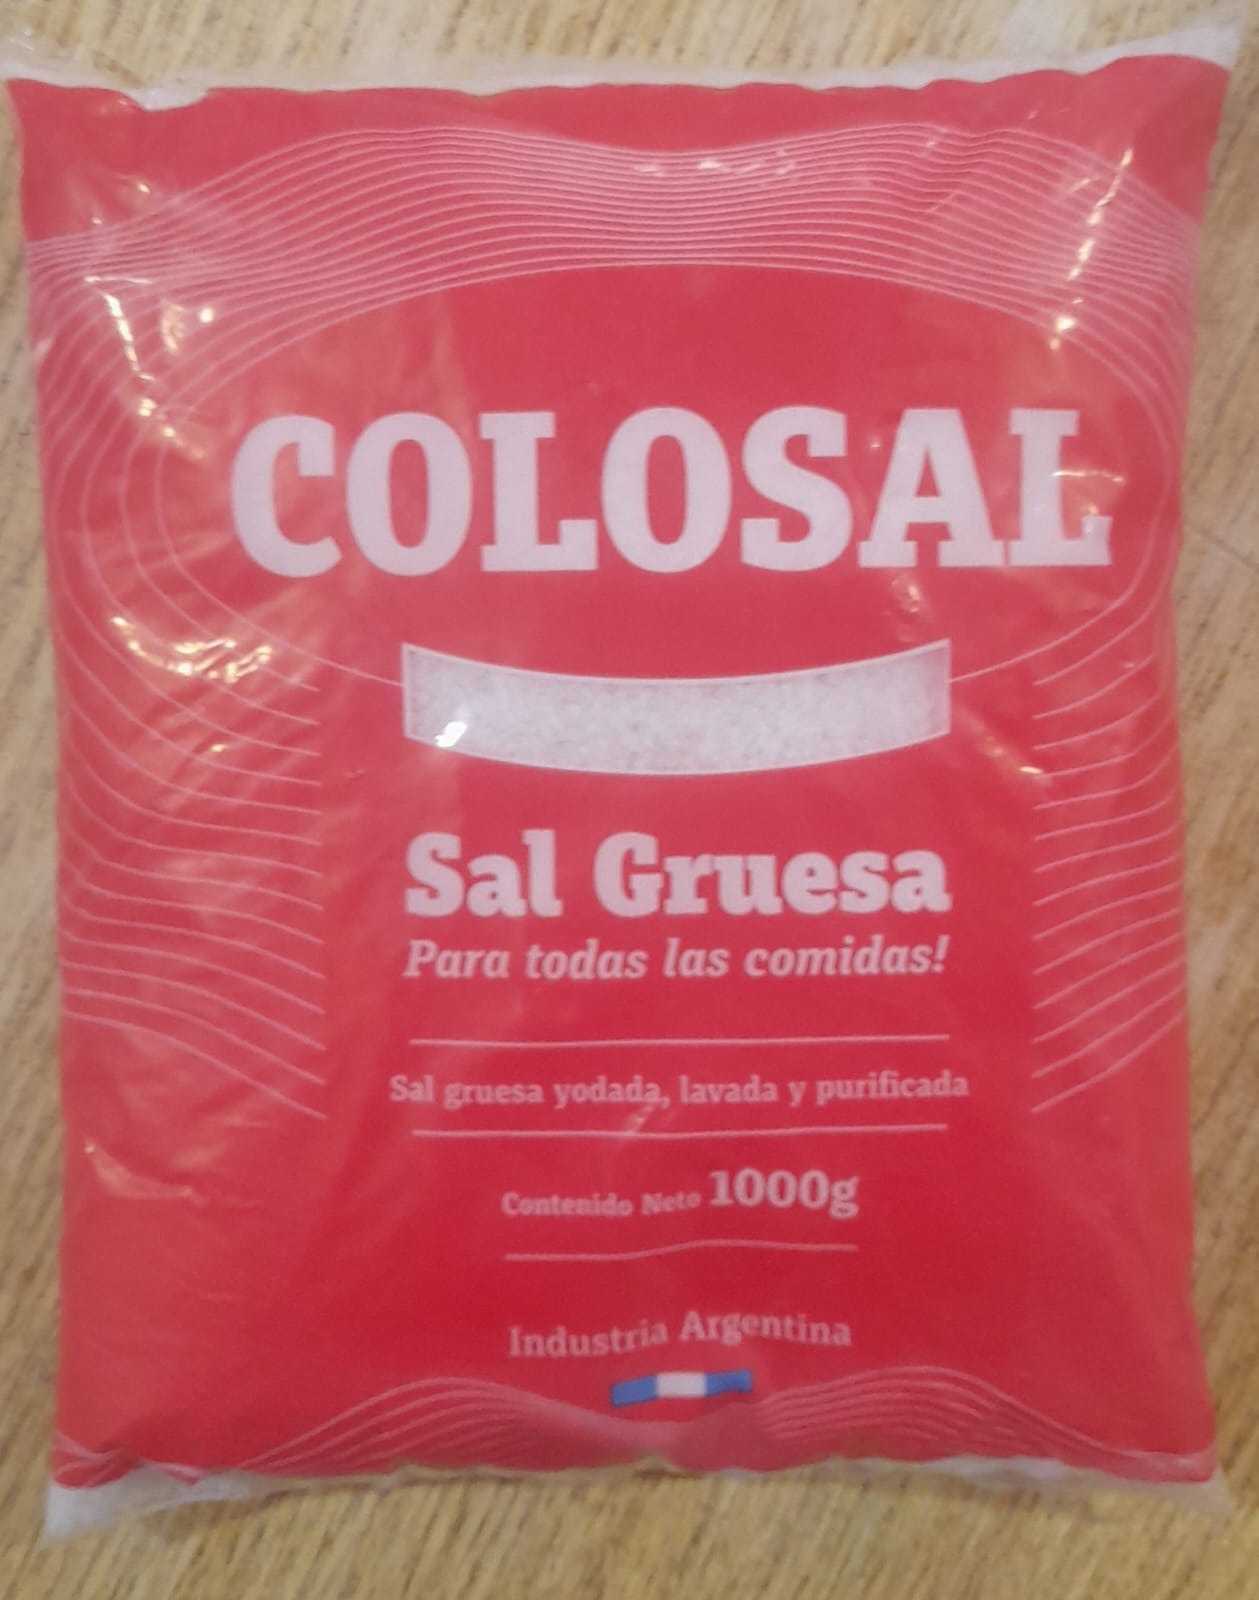 COLOSAL
Sal Gruesa
Para todas las comidas!
Sal gruesa yodada, lavada y purificada
Contenido Neto 1000g
Industria Argentina